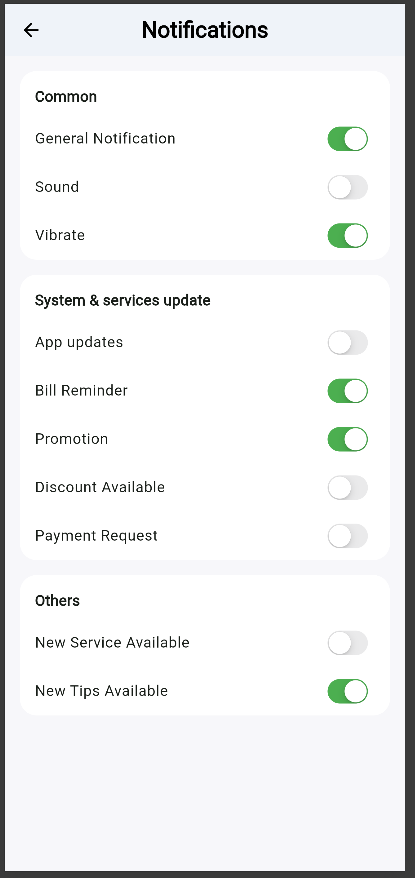 Notifications
Common
General Notification
Sound
Vibrate
System & services update
App updates
Bill Reminder
Promotion
Discount Available
Payment Request
Others
New Service Available
New Tips Available